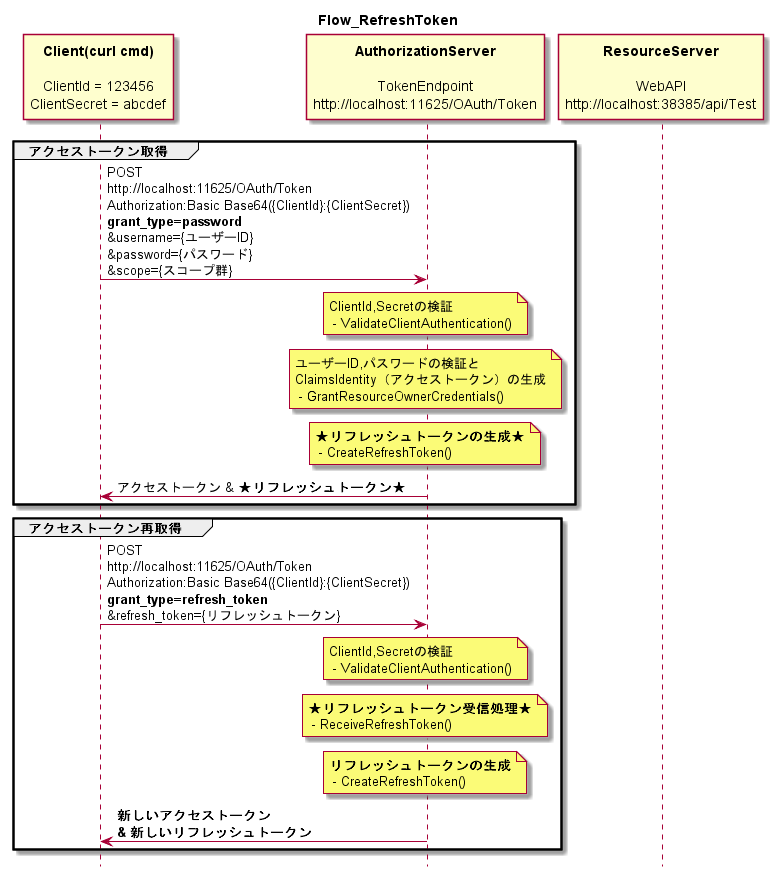 Flow_RefreshToken
Client(curl cmd)
ClientId = 123456
ClientSecret = abcdef
AuthorizationServer
TokenEndpoint
http://localhost:11625/OAuth/Token
ResourceServer
WebAPI
http://localhost:38385/api/Test
アクセストークン取得
POST
http://localhost:11625/OAuth/Token
Authorization:Basic Base64({ClientId}:{ClientSecret})
grant_type=password
&username={ユーザーID}
&password={パスワード}
&scope={スコープ群}
ClientId,Secretの検証
- ValidateClientAuthentication()
ユーザーID,パスワードの検証と
ClaimsIdentity（アクセストークン）の生成
- GrantResourceOwnerCredentials()
★リフレッシュトークンの生成★
- CreateRefreshToken()
アクセストークン & ★リフレッシュトークン★
アクセストークン再取得
POST
http://localhost:11625/OAuth/Token
Authorization:Basic Base64({ClientId}:{ClientSecret})
grant_type=refresh_token
&refresh_token={リフレッシュトークン}
ClientId,Secretの検証
- ValidateClientAuthentication()
★リフレッシュトークン受信処理★
- ReceiveRefreshToken()
リフレッシュトークンの生成
- CreateRefreshToken()
新しいアクセストークン
& 新しいリフレッシュトークン